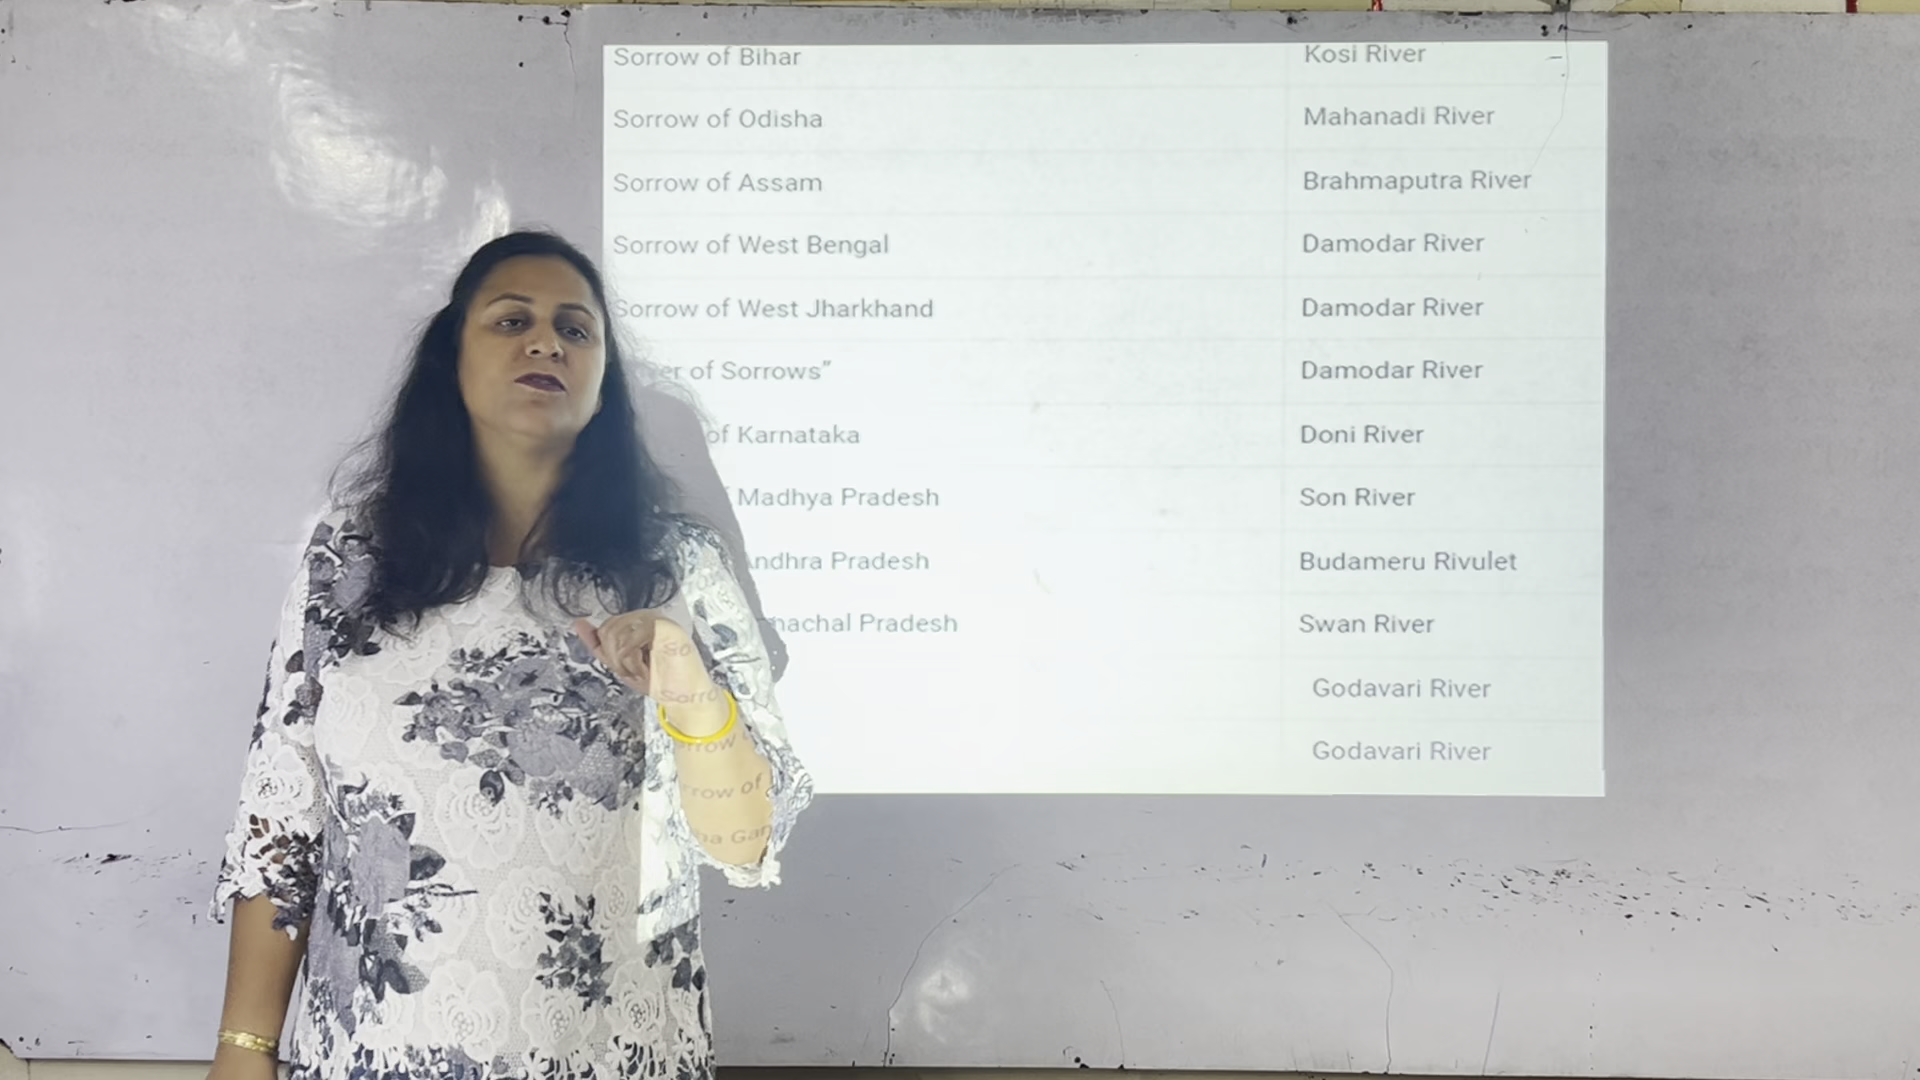 Sorrow of Bihar Kosi River
Sorrow of Odisha Mahanadi River
Sorrow of Assam Brahmaputra River
Sorrow of West Bengal Damodar River
Sorrow of West Jharkhand Damodar River
of Sorrows” Damodar River
of Karnataka Doni River
Madhya Pradesh Son River
Andhra Pradesh Budameru Rivulet
Pradesh Swan River
Godavari River
Godavari River